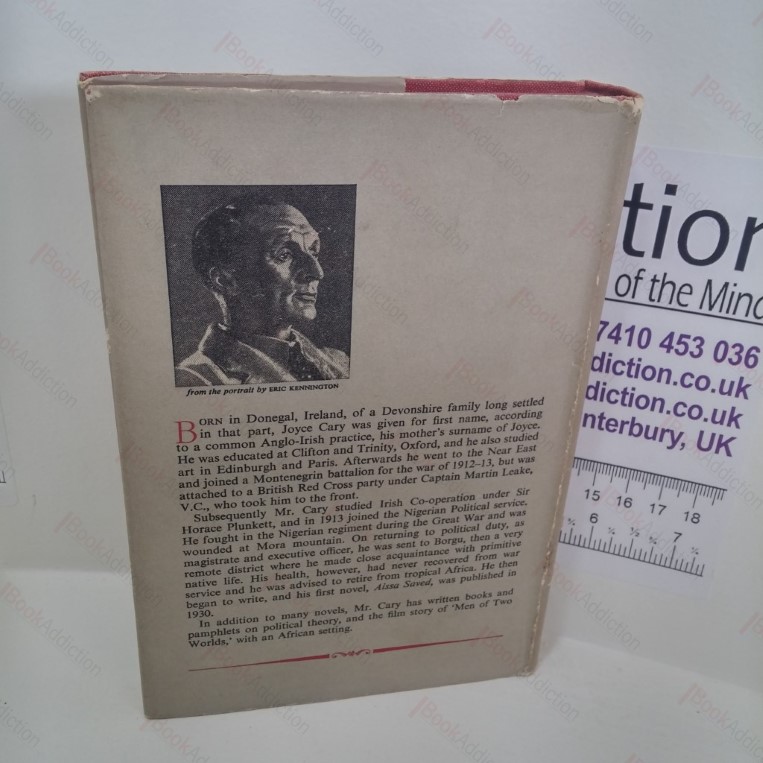 from the portrait by ERIC KENNINGTON
BORN in Donegal, Ireland, of a Devonshire family long settled
in that part, Joyce Cary was given for first name, according
to a common Anglo-Irish practice, his mother's surname of Joyce.
He was educated at Clifton and Trinity, Oxford, and he also studied
art in Edinburgh and Paris. Afterwards he went to the Near East
and joined a Montenegrin battalion for the war of 1912–13, but was
attached to a British Red Cross party under Captain Martin Leake,
V.C., who took him to the front.
Subsequently Mr. Cary studied Irish Co-operation under Sir
Horace Plunkett, and in 1913 joined the Nigerian Political service.
He fought in the Nigerian regiment during the Great War and was
wounded at Mora mountain. On returning to political duty, as
magistrate and executive officer, he was sent to Borgu, then a very
remote district where he made close acquaintance with primitive
native life. His health, however, had never recovered from war
service and he was advised to retire from tropical Africa. He then
began to write, and his first novel, Aissa Saved, was published in
1930.
In addition to many novels, Mr. Cary has written books and
pamphlets on political theory, and the film story of 'Men of Two
Worlds,' with an African setting.
tion
of the Mind
7410 453 036
diction.co.uk
diction.co.uk
nterbury, UK
15 16 17 18
6 ¼ ½ ¾ 7
BookAddiction